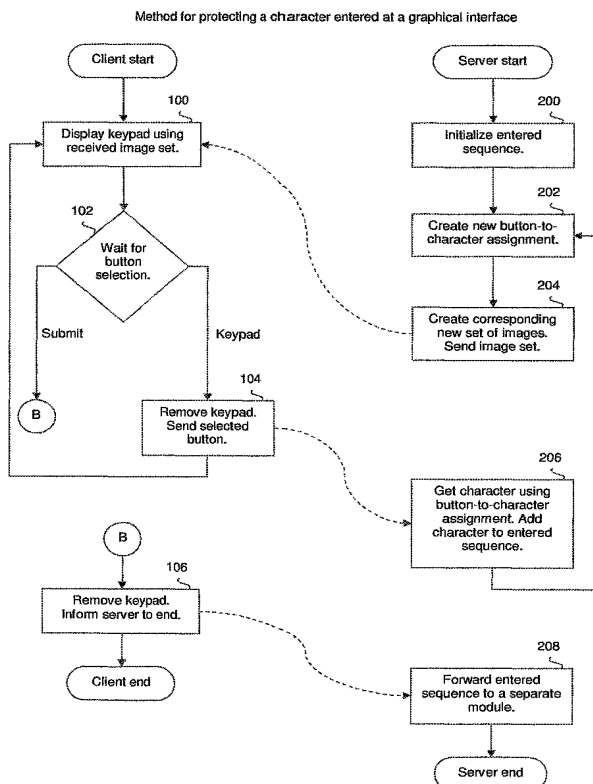 Method for protecting a character entered at a graphical interface
Client start
100
Display keypad using
received image set.
102
Wait for
button
selection.
Submit
Keypad
B
104
Remove keypad.
Send selected
button.
B
106
Remove keypad.
Inform server to end.
Client end
Server start
200
Initialize entered
sequence.
202
Create new button-to-
character assignment.
204
Create corresponding
new set of images.
Send image set.
206
Get character using
button-to-character
assignment. Add
character to entered
sequence.
208
Forward entered
sequence to a separate
module.
Server end